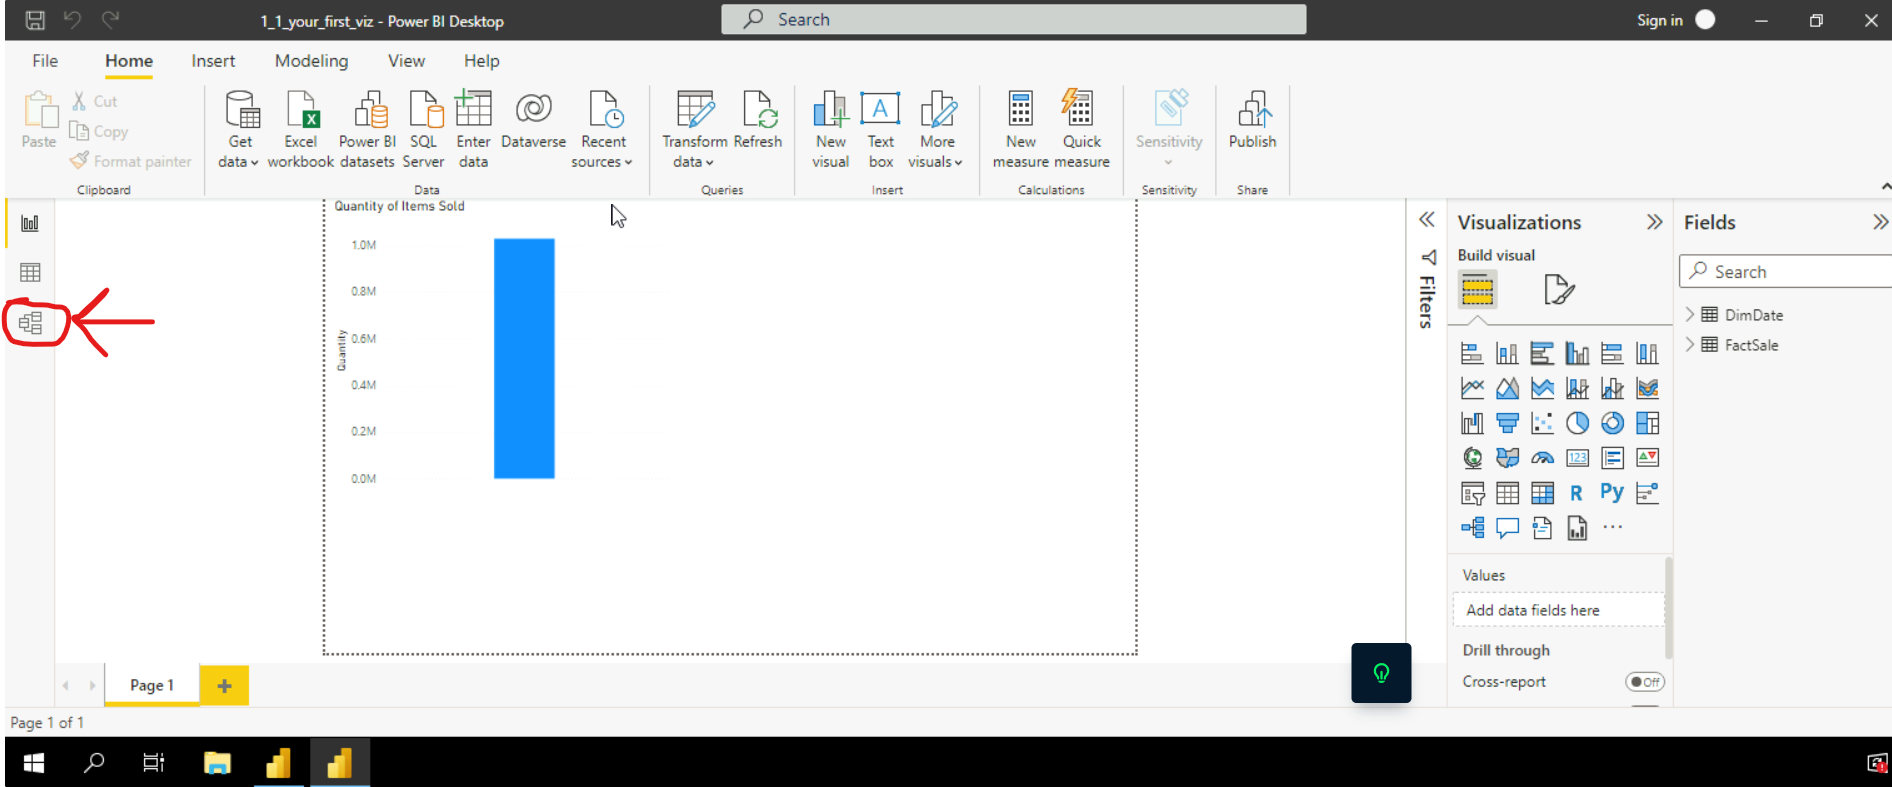 1_1_your_first_viz - Power BI Desktop
Search
Sign in
File Home Insert Modeling View Help
Paste
Cut
Copy
Format painter
Clipboard
Get data
Excel workbook
Power BI datasets
SQL Server
Enter data
Dataverse
Recent sources
Data
Transform data
Refresh
Queries
New visual
Text box
More visuals
Insert
New measure
Quick measure
Calculations
Sensitivity
Sensitivity
Publish
Share
Quantity of Items Sold
1.0M
0.8M
0.6M
0.4M
0.2M
0.0M
Quantity
Filters
Visualizations
Build visual
123
R
Py
Values
Add data fields here
Drill through
Cross-report
Off
Fields
Search
DimDate
FactSale
Page 1
Page 1 of 1